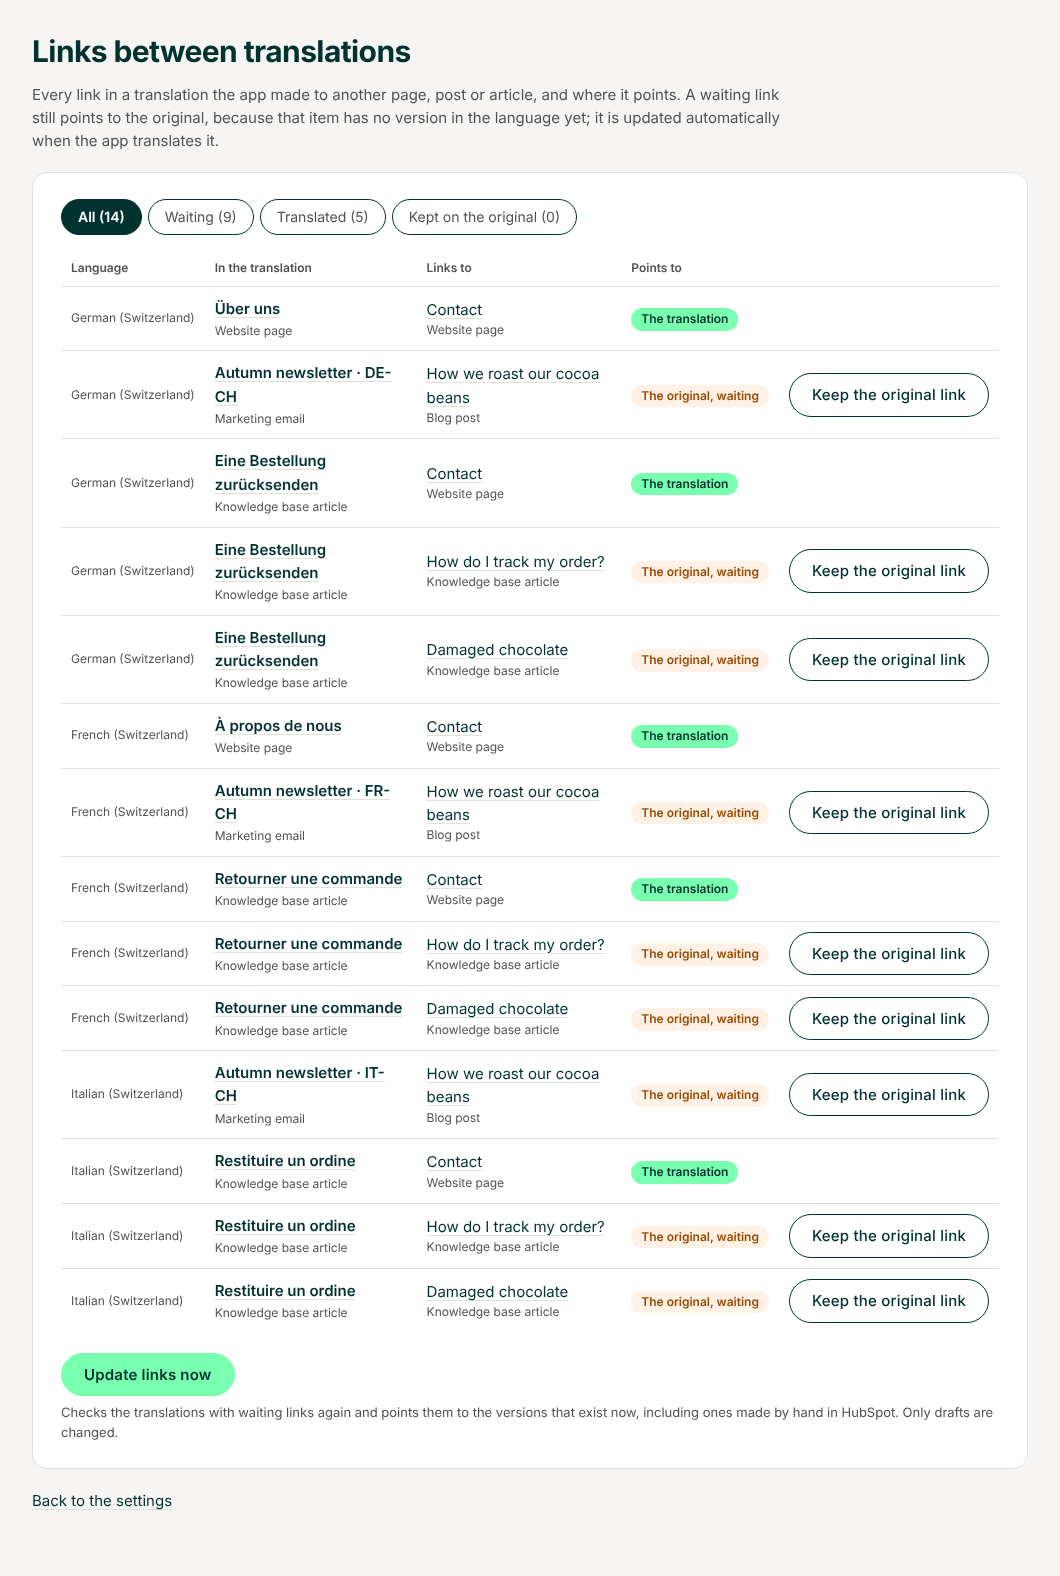 Links between translations
Every link in a translation the app made to another page, post or article, and where it points. A waiting link
still points to the original, because that item has no version in the language yet; it is updated automatically
when the app translates it.
All (14) Waiting (9) Translated (5) Kept on the original (0)
Language In the translation Links to Points to
German (Switzerland) Über uns Contact The translation
Website page Website page
German (Switzerland) Autumn newsletter · DE- How we roast our cocoa The original, waiting Keep the original link
CH beans
Marketing email Blog post
German (Switzerland) Eine Bestellung Contact The translation
zurücksenden Website page
Knowledge base article
German (Switzerland) Eine Bestellung How do I track my order? The original, waiting Keep the original link
zurücksenden Knowledge base article
Knowledge base article
German (Switzerland) Eine Bestellung Damaged chocolate The original, waiting Keep the original link
zurücksenden Knowledge base article
Knowledge base article
French (Switzerland) À propos de nous Contact The translation
Website page Website page
French (Switzerland) Autumn newsletter · FR- How we roast our cocoa The original, waiting Keep the original link
CH beans
Marketing email Blog post
French (Switzerland) Retourner une commande Contact The translation
Knowledge base article Website page
French (Switzerland) Retourner une commande How do I track my order? The original, waiting Keep the original link
Knowledge base article Knowledge base article
French (Switzerland) Retourner une commande Damaged chocolate The original, waiting Keep the original link
Knowledge base article Knowledge base article
Italian (Switzerland) Autumn newsletter · IT- How we roast our cocoa The original, waiting Keep the original link
CH beans
Marketing email Blog post
Italian (Switzerland) Restituire un ordine Contact The translation
Knowledge base article Website page
Italian (Switzerland) Restituire un ordine How do I track my order? The original, waiting Keep the original link
Knowledge base article Knowledge base article
Italian (Switzerland) Restituire un ordine Damaged chocolate The original, waiting Keep the original link
Knowledge base article Knowledge base article
Update links now
Checks the translations with waiting links again and points them to the versions that exist now, including ones made by hand in HubSpot. Only drafts are
changed.
Back to the settings